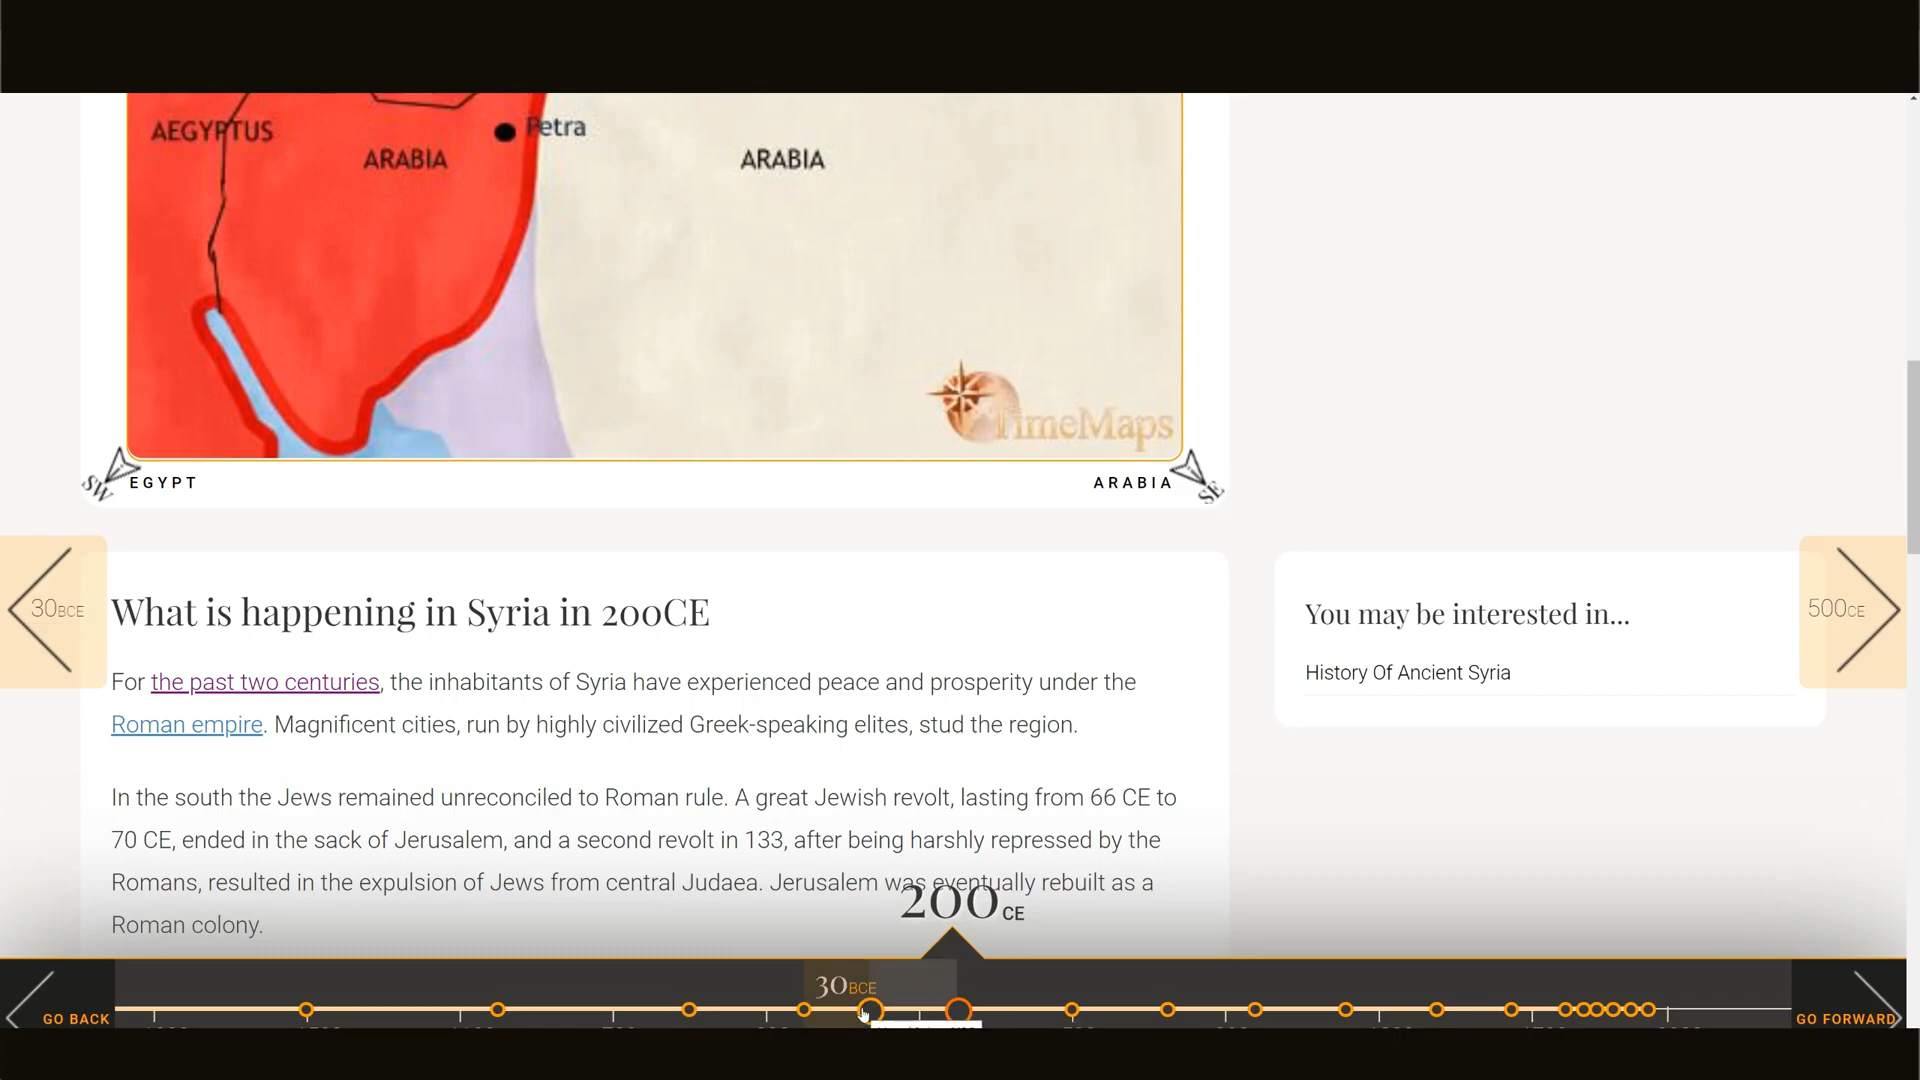 AEGYPTUS
Petra
ARABIA
ARABIA
TimeMaps
SW
EGYPT
ARABIA
SE
30BCE
What is happening in Syria in 200CE
For the past two centuries, the inhabitants of Syria have experienced peace and prosperity under the
Roman empire. Magnificent cities, run by highly civilized Greek-speaking elites, stud the region.
In the south the Jews remained unreconciled to Roman rule. A great Jewish revolt, lasting from 66 CE to
70 CE, ended in the sack of Jerusalem, and a second revolt in 133, after being harshly repressed by the
Romans, resulted in the expulsion of Jews from central Judaea. Jerusalem was eventually rebuilt as a
Roman colony.
You may be interested in...
History Of Ancient Syria
500CE
200 CE
30BCE
GO BACK
GO FORWARD